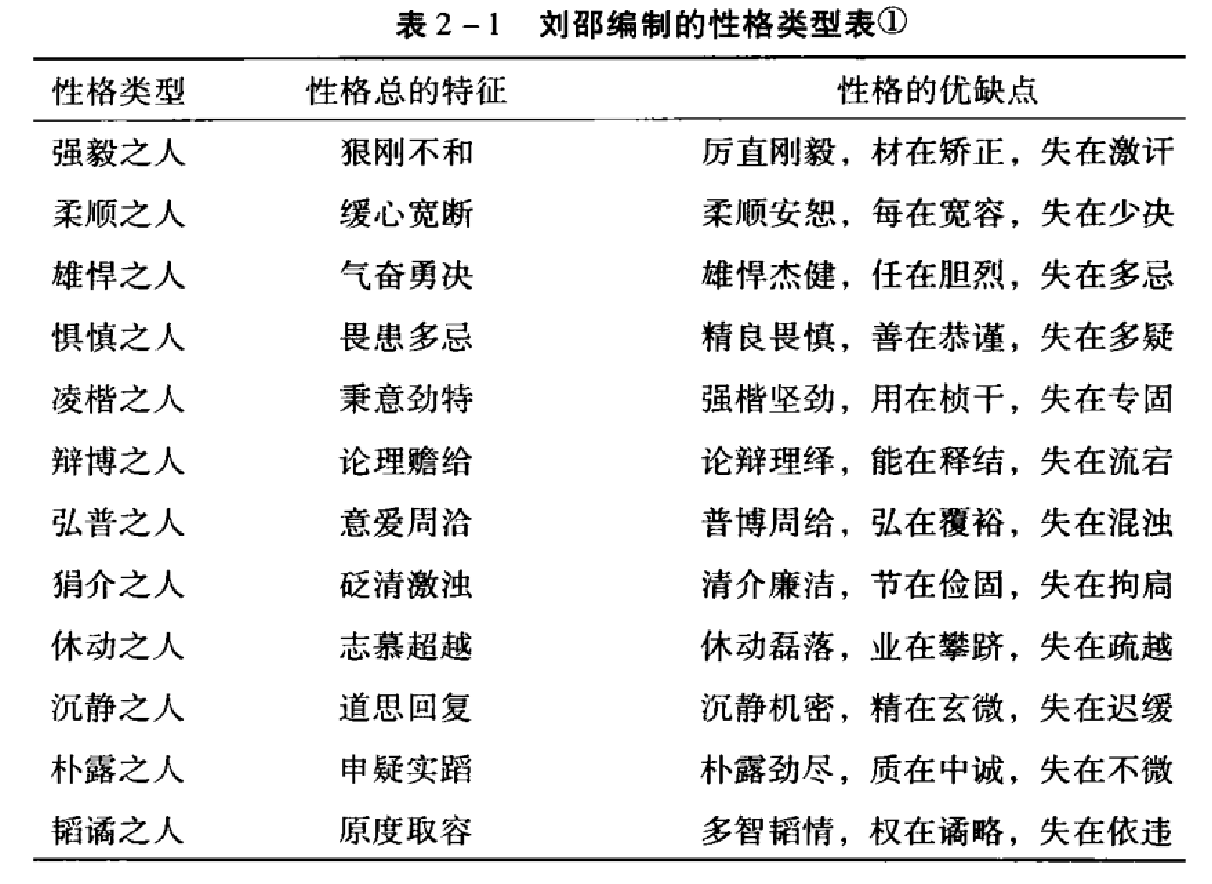 表2-1 刘邵编制的性格类型表①
性格类型 性格总的特征 性格的优缺点
强毅之人 狠刚不和 厉直刚毅，材在矫正，失在激讦
柔顺之人 缓心宽断 柔顺安恕，每在宽容，失在少决
雄悍之人 气奋勇决 雄悍杰健，任在胆烈，失在多忌
惧慎之人 畏患多忌 精良畏慎，善在恭谨，失在多疑
凌楷之人 秉意劲特 强楷坚劲，用在桢干，失在专固
辩博之人 论理赡给 论辩理绎，能在释结，失在流宕
弘普之人 意爱周洽 普博周给，弘在覆裕，失在混浊
狷介之人 砭清激浊 清介廉洁，节在俭固，失在拘扃
休动之人 志慕超越 休动磊落，业在攀跻，失在疏越
沉静之人 道思回复 沉静机密，精在玄微，失在迟缓
朴露之人 申疑实蹈 朴露劲尽，质在中诚，失在不微
韬谲之人 原度取容 多智韬情，权在谲略，失在依违